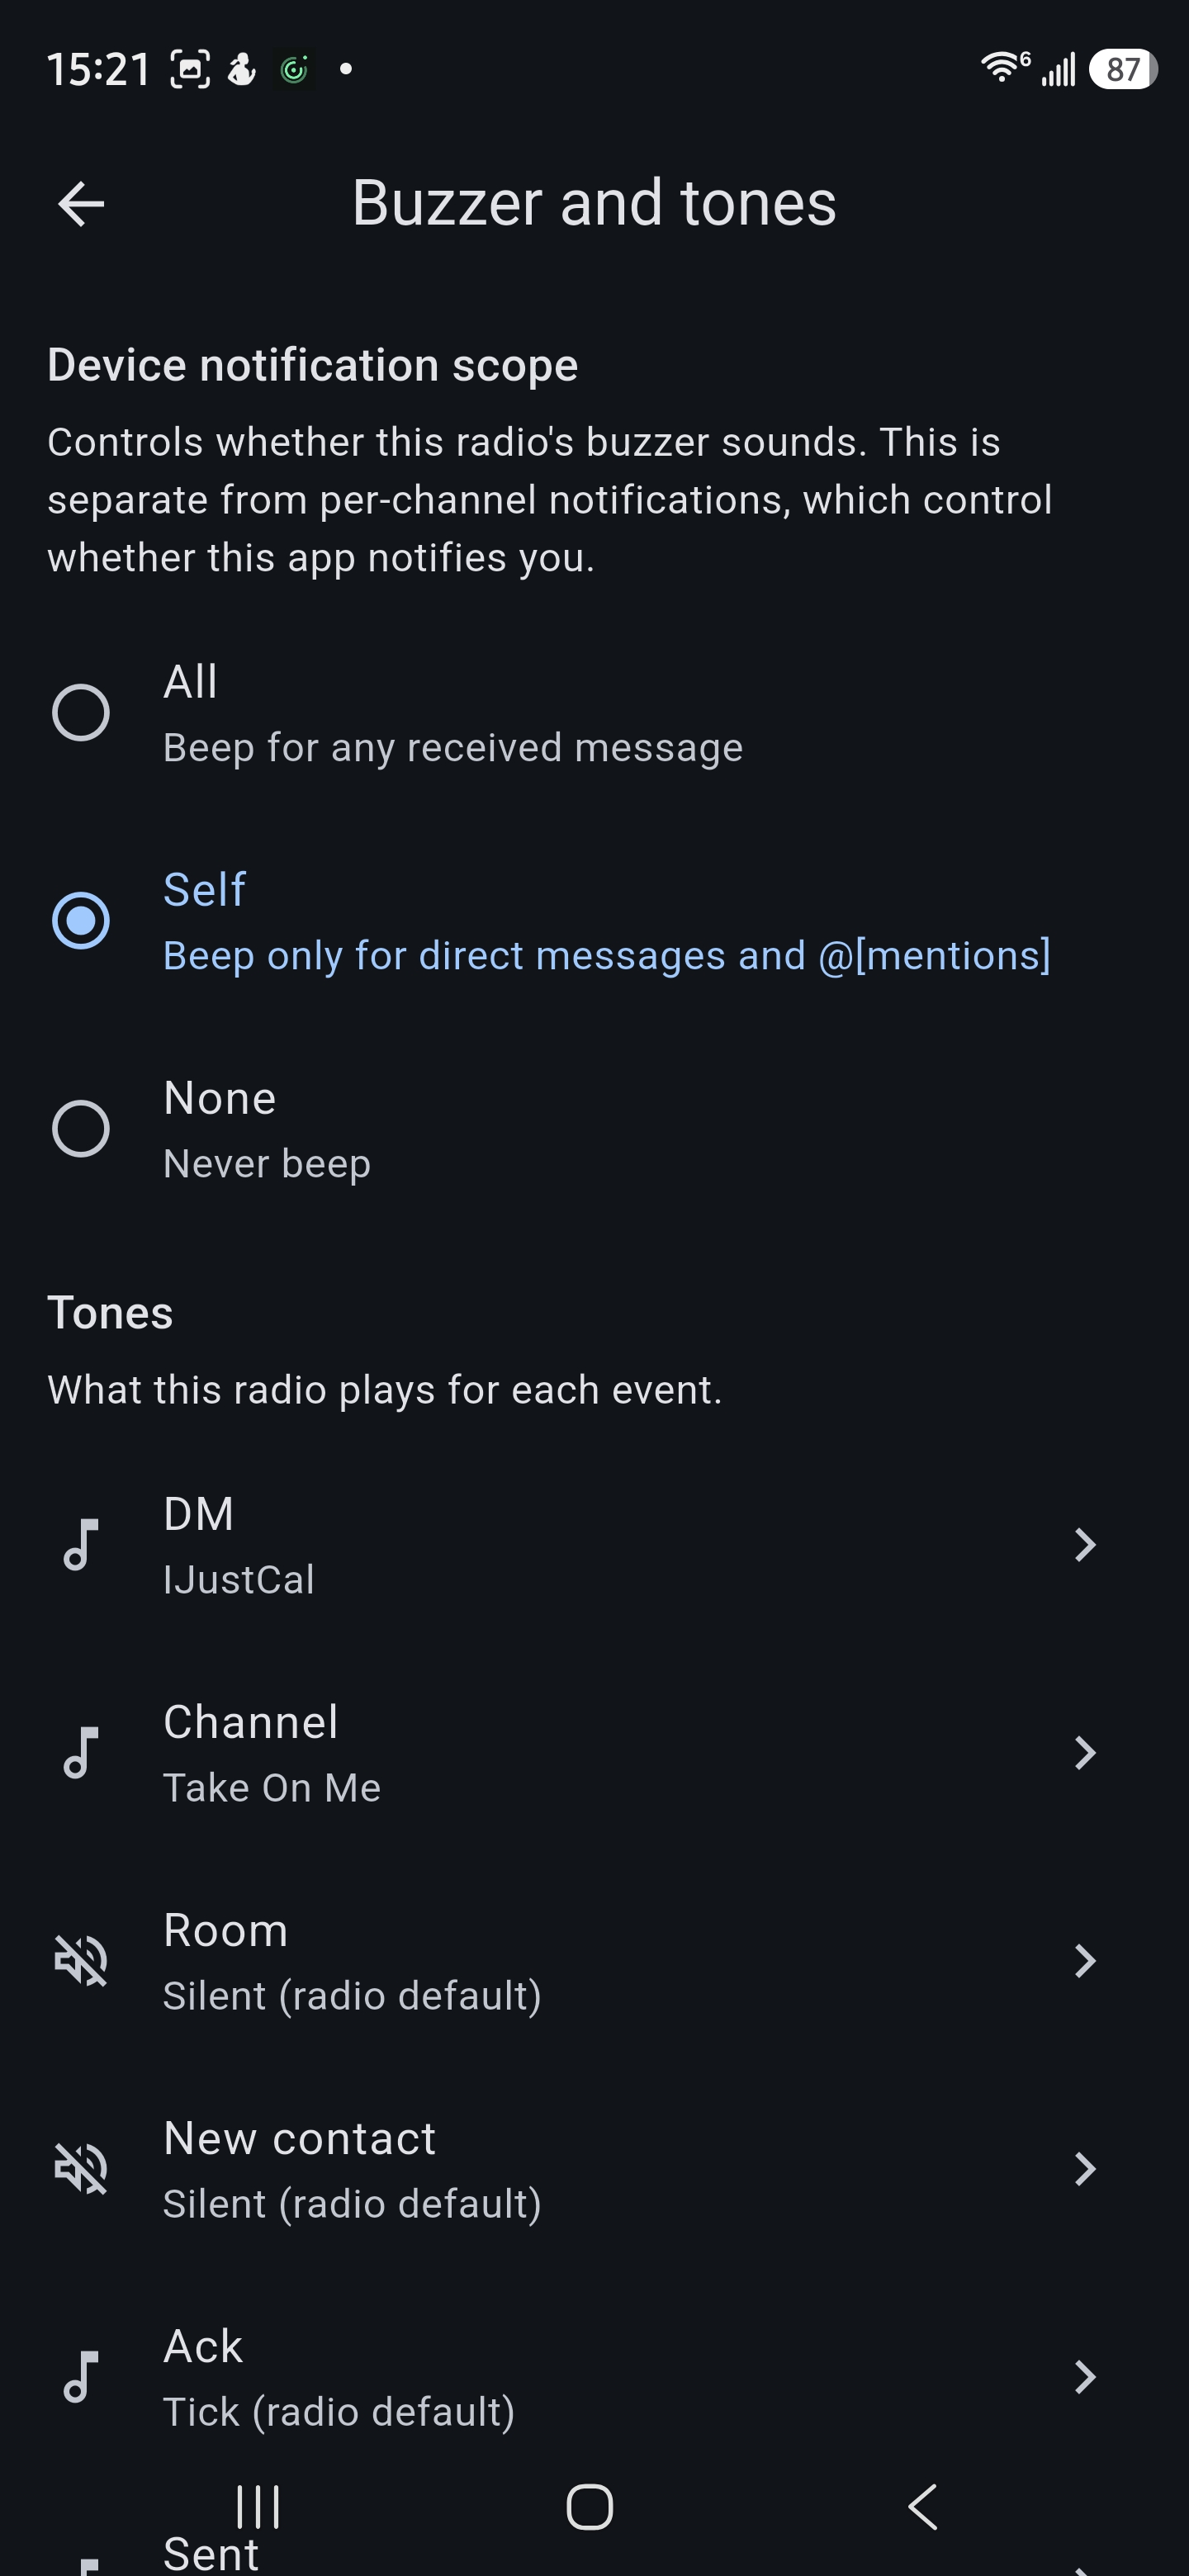 15:21
6
87
Buzzer and tones
Device notification scope
Controls whether this radio's buzzer sounds. This is
separate from per-channel notifications, which control
whether this app notifies you.
All
Beep for any received message
Self
Beep only for direct messages and @[mentions]
None
Never beep
Tones
What this radio plays for each event.
DM
IJustCal
Channel
Take On Me
Room
Silent (radio default)
New contact
Silent (radio default)
Ack
Tick (radio default)
Sent